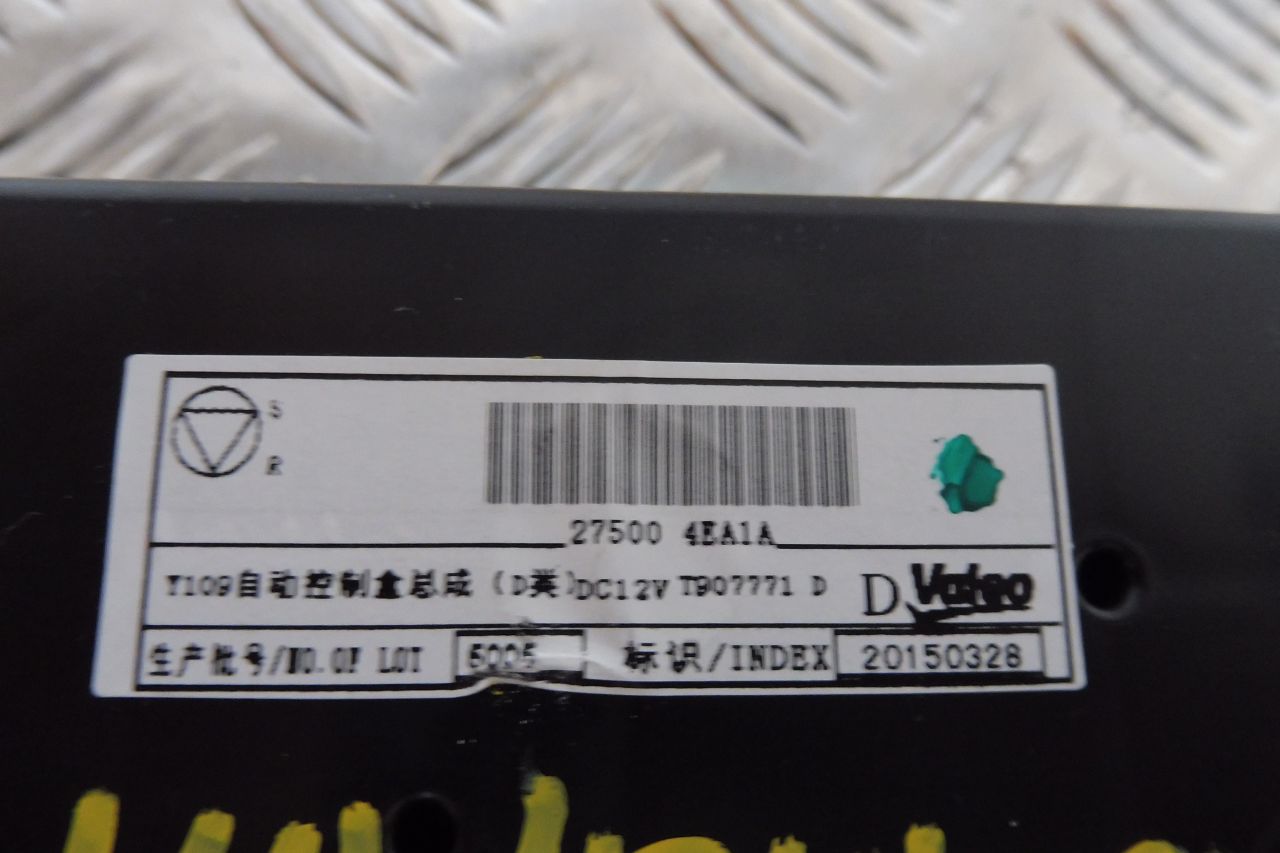 S
R
27500 4EA1A
Y109自动控制盒总成（D英）DC12V T907771 D D Valeo
生产批号/NO.OF LOT 5005 标识/INDEX 20150328